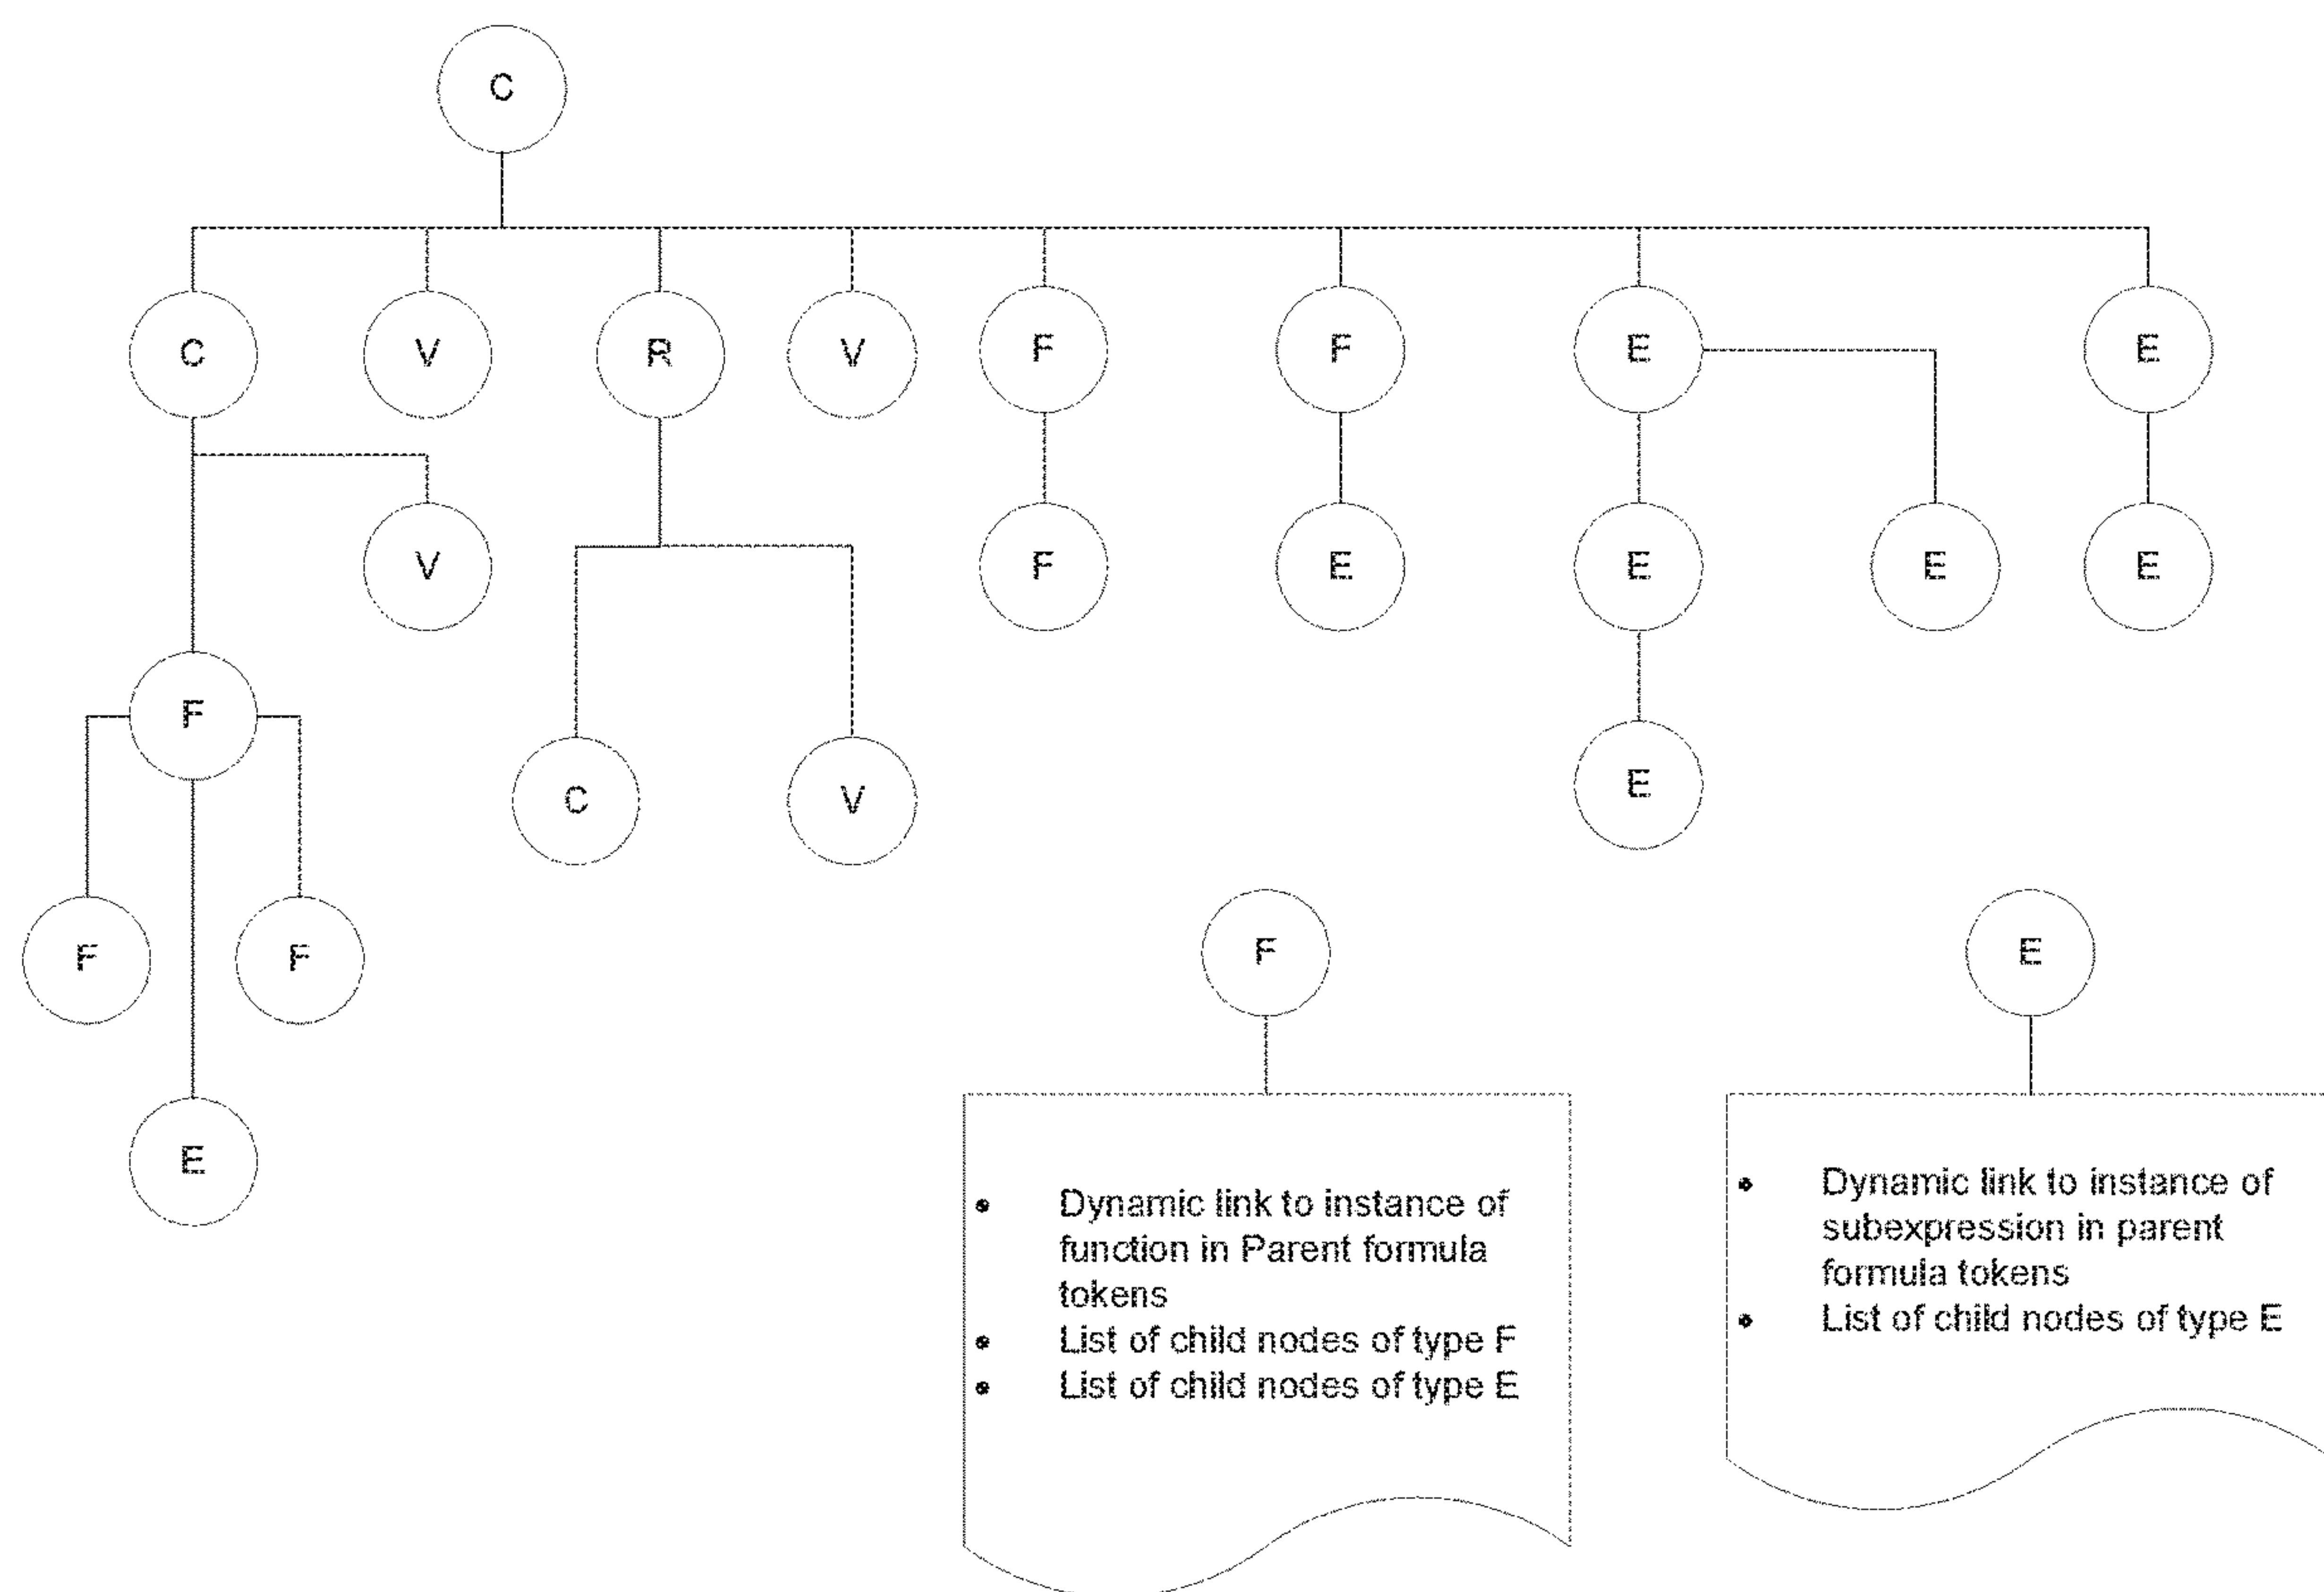 C
C V R V F F E E
V F E E E E
F
C V E
F F F E
E
• Dynamic link to instance of
function in Parent formula
tokens
• List of child nodes of type F
• List of child nodes of type E
• Dynamic link to instance of
subexpression in parent
formula tokens
• List of child nodes of type E